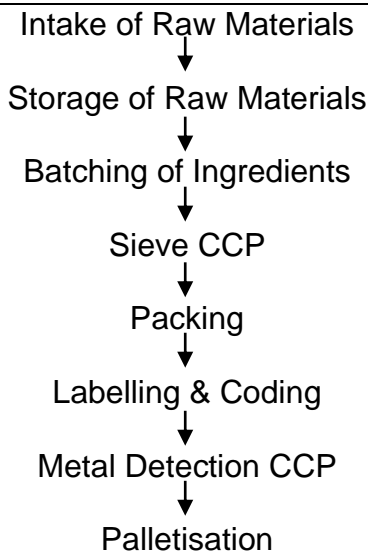 Intake of Raw Materials
Storage of Raw Materials
Batching of Ingredients
Sieve CCP
Packing
Labelling & Coding
Metal Detection CCP
Palletisation